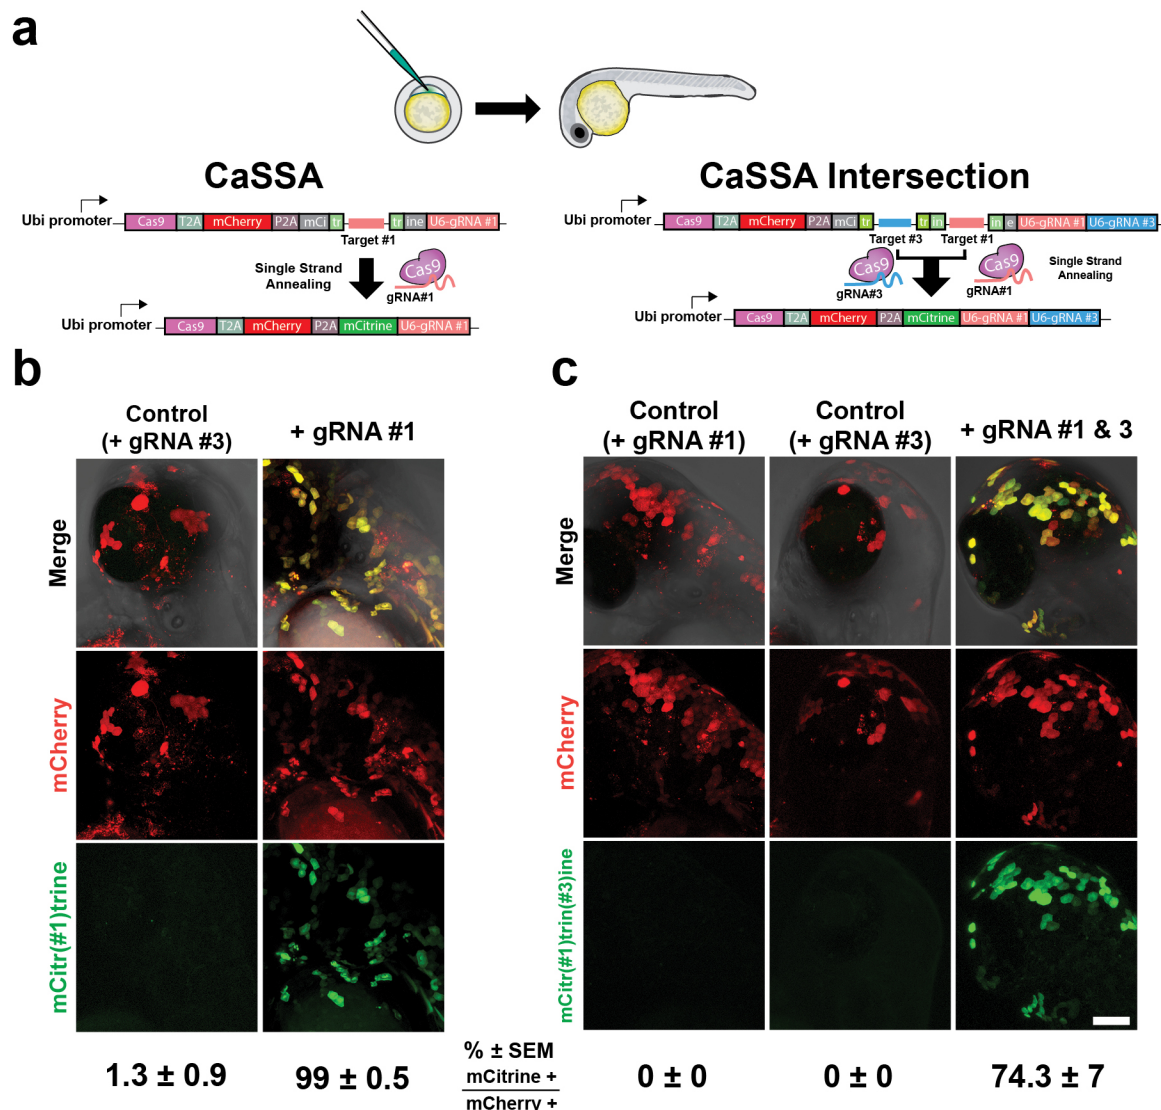 a
CaSSA
CaSSA Intersection
Ubi promoter
Cas9 T2A mCherry P2A mCi tr
tr ine U6-gRNA #1
Target #1
Single Strand
Annealing
Cas9
gRNA#1
Ubi promoter
Cas9 T2A mCherry P2A mCitrine U6-gRNA #1
Ubi promoter
Cas9 T2A mCherry P2A mCi tr
tr in
in e U6-gRNA #1 U6-gRNA #3
Target #3
Target #1
Cas9
gRNA#3
Cas9
gRNA#1
Single Strand
Annealing
Ubi promoter
Cas9 T2A mCherry P2A mCitrine U6-gRNA #1 U6-gRNA #3
b
Control
(+ gRNA #3)
+ gRNA #1
Merge
mCherry
mCitr(#1)trine
1.3 ± 0.9
99 ± 0.5
% ± SEM
mCitrine +
mCherry +
c
Control
(+ gRNA #1)
Control
(+ gRNA #3)
+ gRNA #1 & 3
Merge
mCherry
mCitr(#1)trin(#3)ine
0 ± 0
0 ± 0
74.3 ± 7